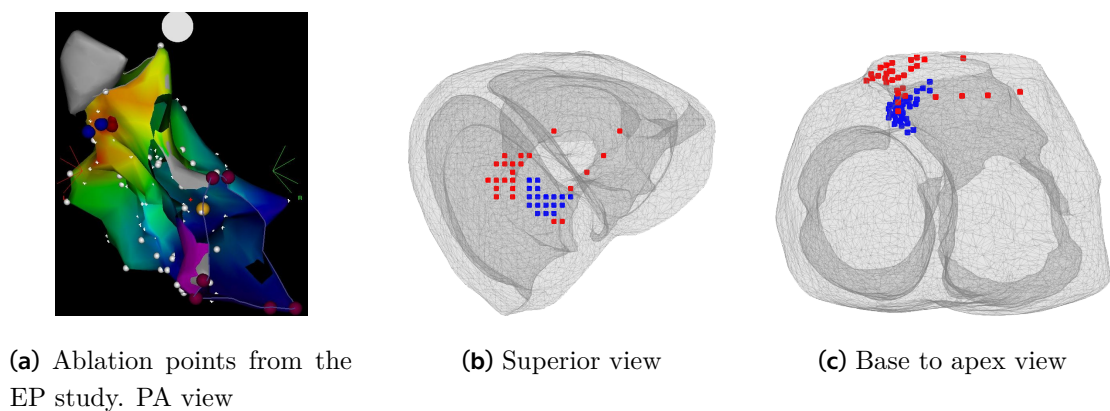 R
(a) Ablation points from the
EP study. PA view
(b) Superior view
(c) Base to apex view